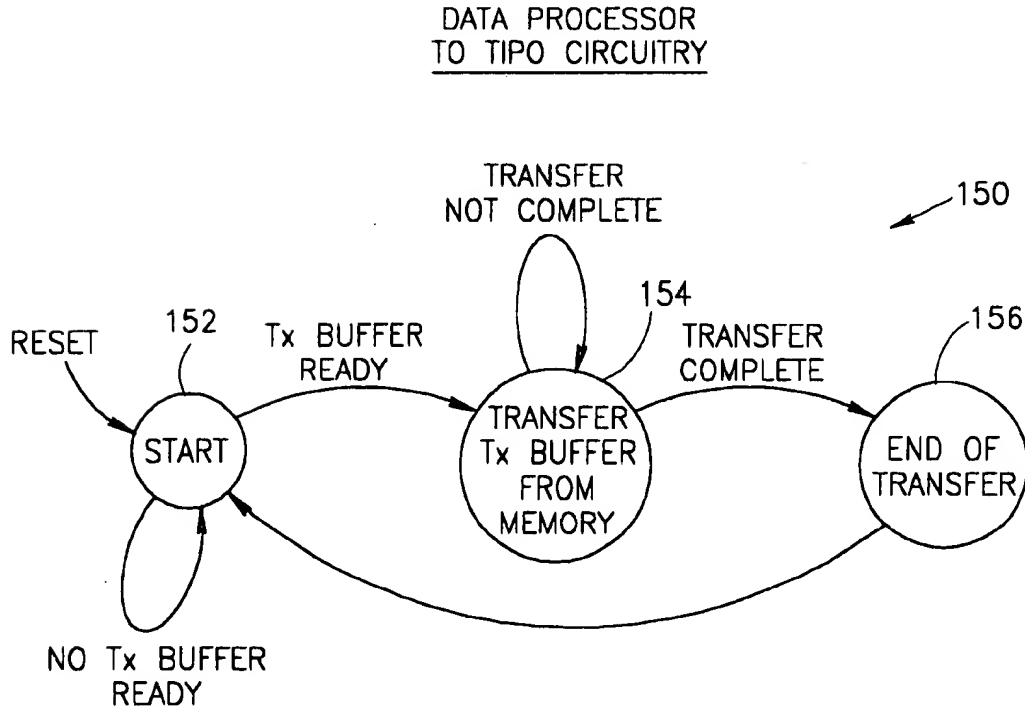 DATA PROCESSOR
TO TIPO CIRCUITRY
TRANSFER
NOT COMPLETE
150
RESET
152
Tx BUFFER
READY
154
TRANSFER
COMPLETE
156
START
TRANSFER
Tx BUFFER
FROM
MEMORY
END OF
TRANSFER
NO Tx BUFFER
READY